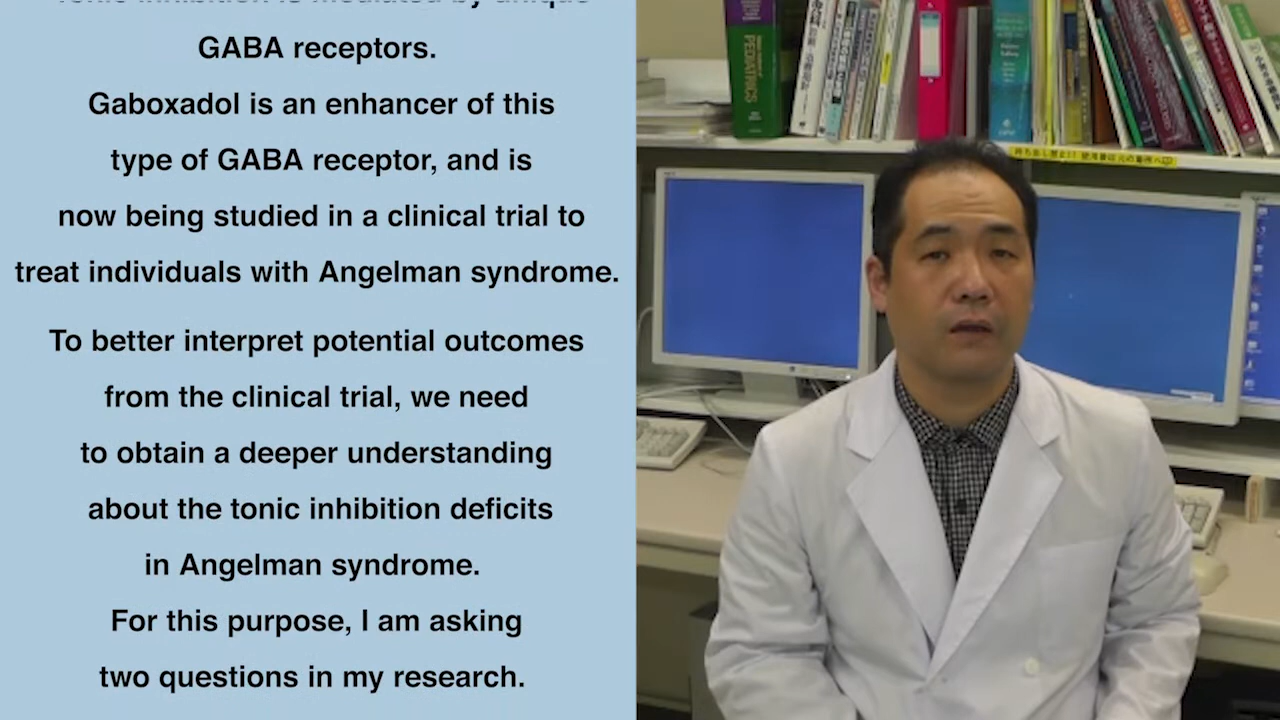 GABA receptors.
Gaboxadol is an enhancer of this
type of GABA receptor, and is
now being studied in a clinical trial to
treat individuals with Angelman syndrome.
To better interpret potential outcomes
from the clinical trial, we need
to obtain a deeper understanding
about the tonic inhibition deficits
in Angelman syndrome.
For this purpose, I am asking
two questions in my research.
PEDIATRICS